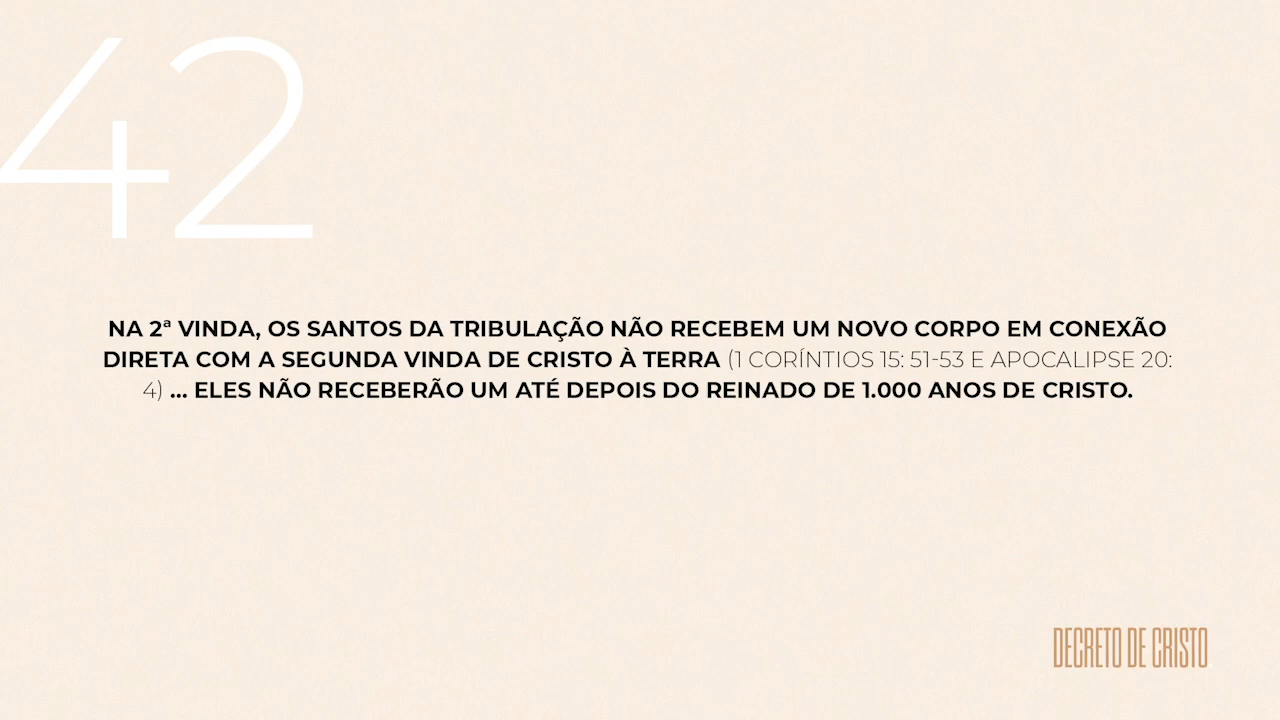 42
NA 2ª VINDA, OS SANTOS DA TRIBULAÇÃO NÃO RECEBEM UM NOVO CORPO EM CONEXÃO
DIRETA COM A SEGUNDA VINDA DE CRISTO À TERRA (1 CORÍNTIOS 15: 51-53 E APOCALIPSE 20:
4) ... ELES NÃO RECEBERÃO UM ATÉ DEPOIS DO REINADO DE 1.000 ANOS DE CRISTO.
DECRETO DE CRISTO